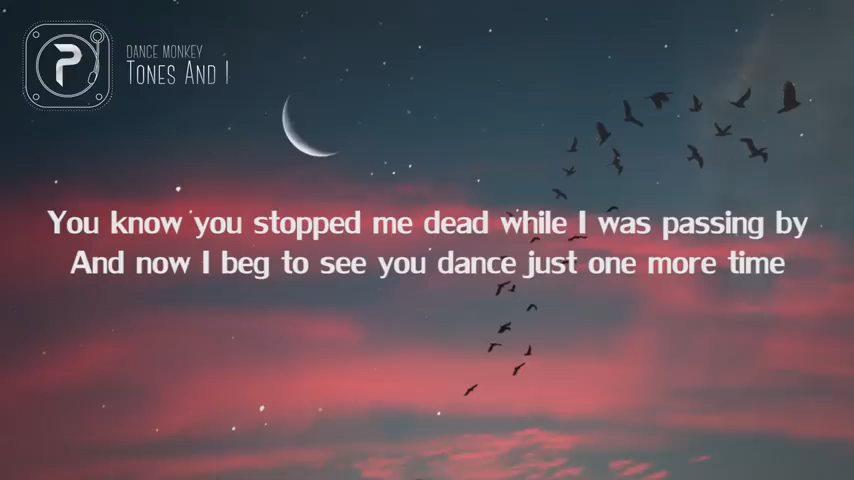 DANCE MONKEY
TONES AND I
You know you stopped me dead while I was passing by
And now I beg to see you dance just one more time